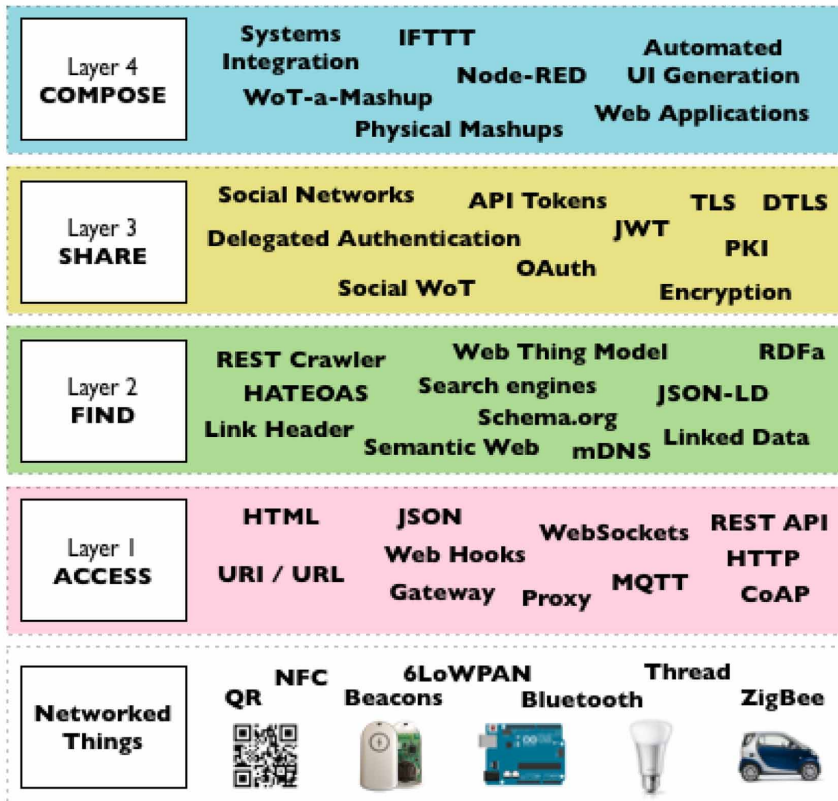 Layer 4
COMPOSE
Systems
Integration
IFTTT
Node-RED
Automated
UI Generation
WoT-a-Mashup
Physical Mashups
Web Applications
Layer 3
SHARE
Social Networks
API Tokens
TLS
DTLS
Delegated Authentication
JWT
PKI
OAuth
Social WoT
Encryption
Layer 2
FIND
REST Crawler
Web Thing Model
RDFa
HATEOAS
Search engines
JSON-LD
Link Header
Schema.org
Semantic Web
mDNS
Linked Data
Layer 1
ACCESS
HTML
JSON
WebSockets
REST API
Web Hooks
HTTP
URI / URL
Gateway
Proxy
MQTT
CoAP
Networked
Things
NFC
6LoWPAN
Thread
QR
Beacons
Bluetooth
ZigBee